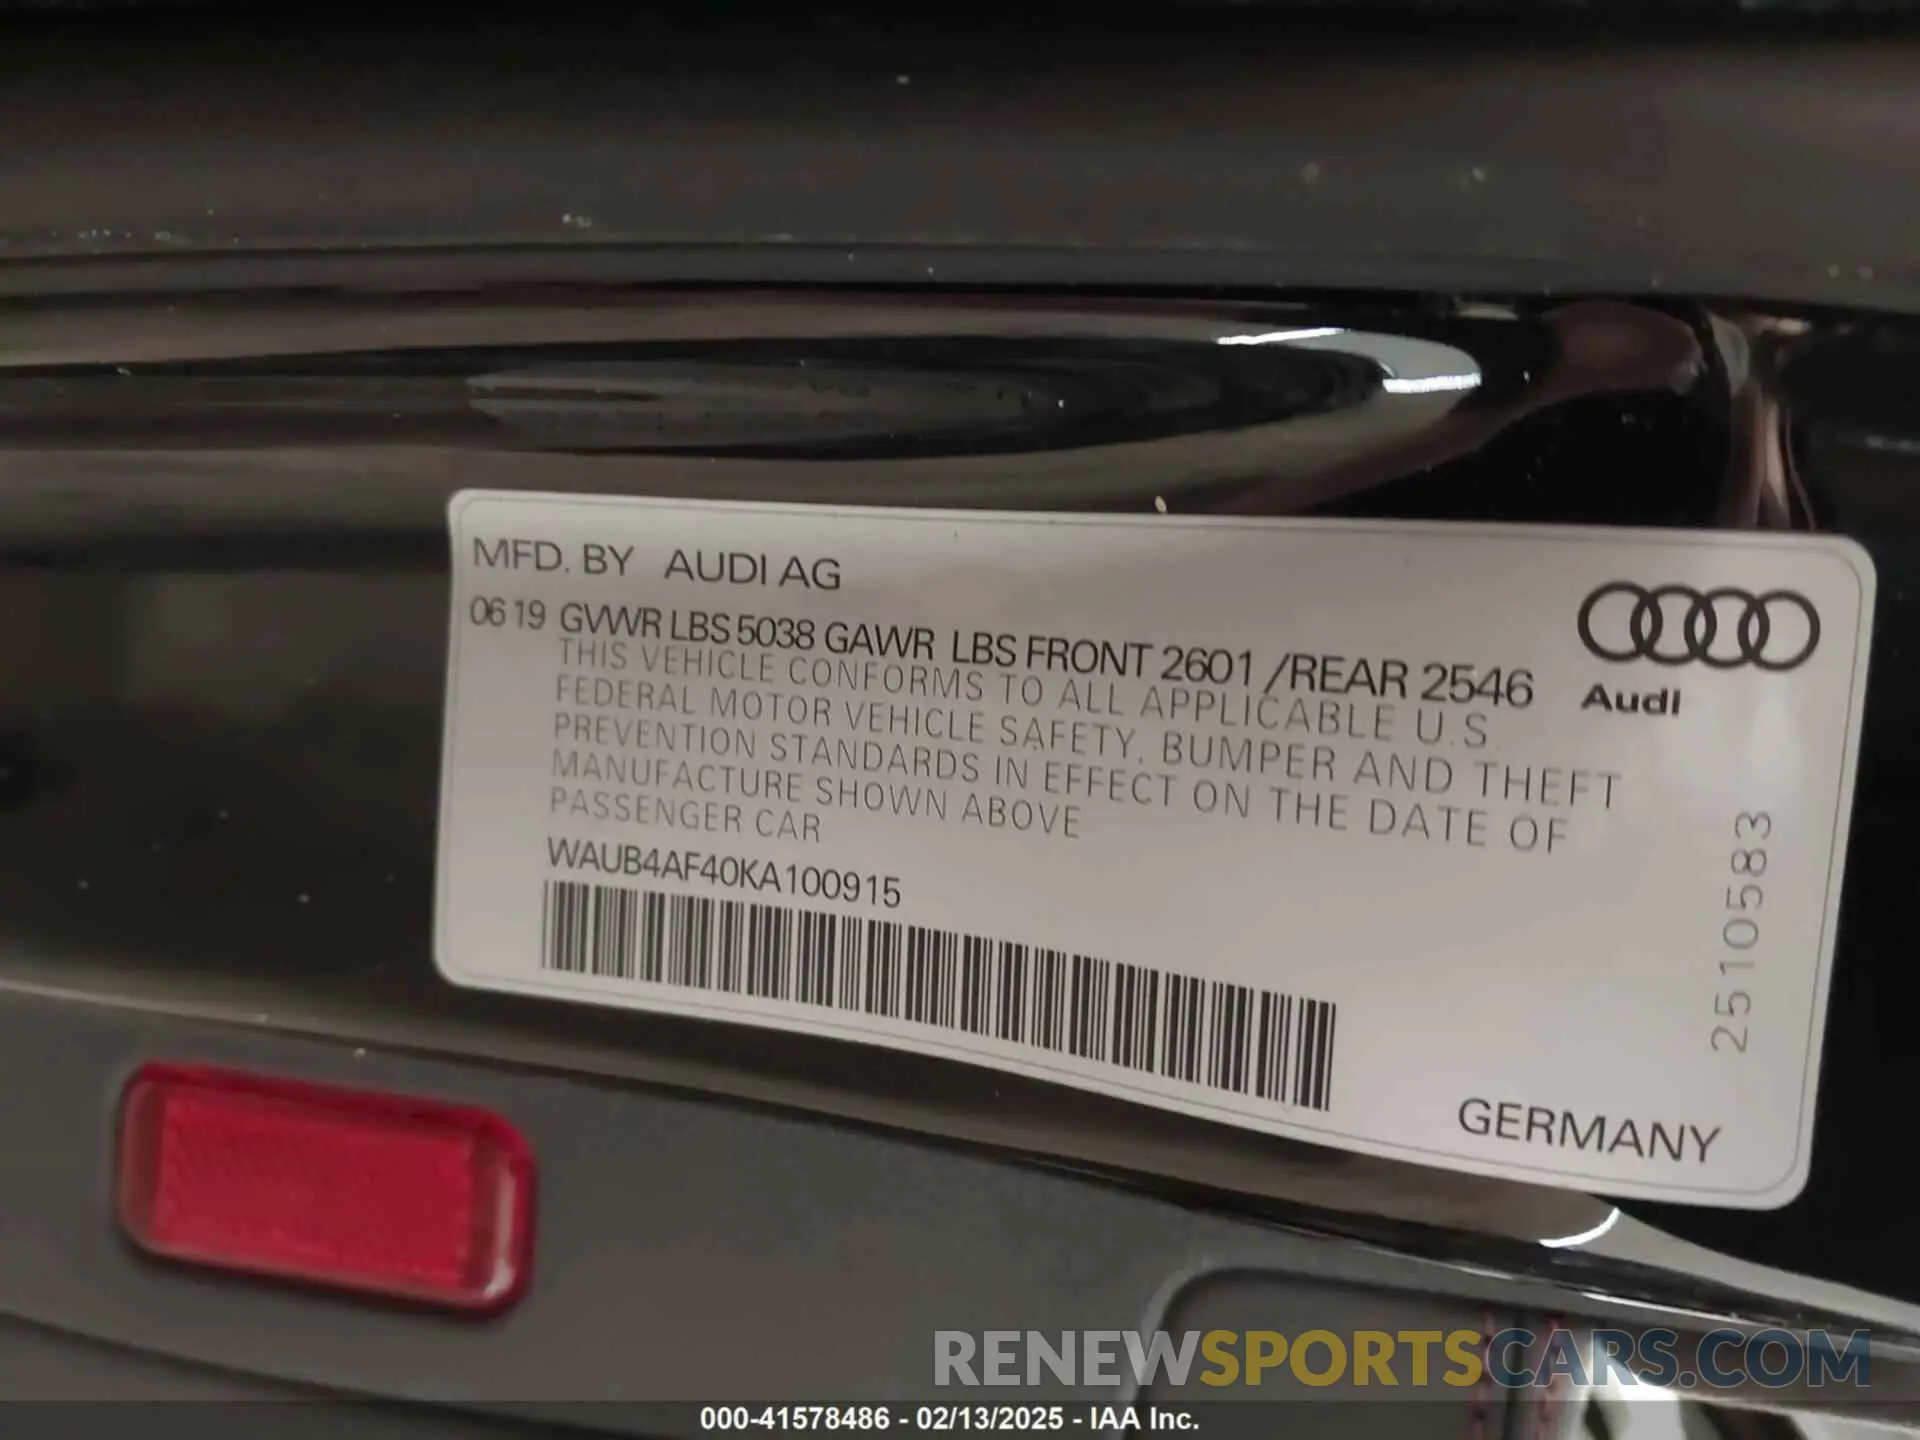 MFD. BY AUDI AG
06 19 GVWR LBS 5038 GAWR LBS FRONT 2601 /REAR 2546
THIS VEHICLE CONFORMS TO ALL APPLICABLE U.S.
FEDERAL MOTOR VEHICLE SAFETY, BUMPER AND THEFT
PREVENTION STANDARDS IN EFFECT ON THE DATE OF
MANUFACTURE SHOWN ABOVE
PASSENGER CAR
WAUB4AF40KA100915
Audi
2510583
GERMANY
RENEWSPORTSCARS.COM
000-41578486 - 02/13/2025 - IAA Inc.